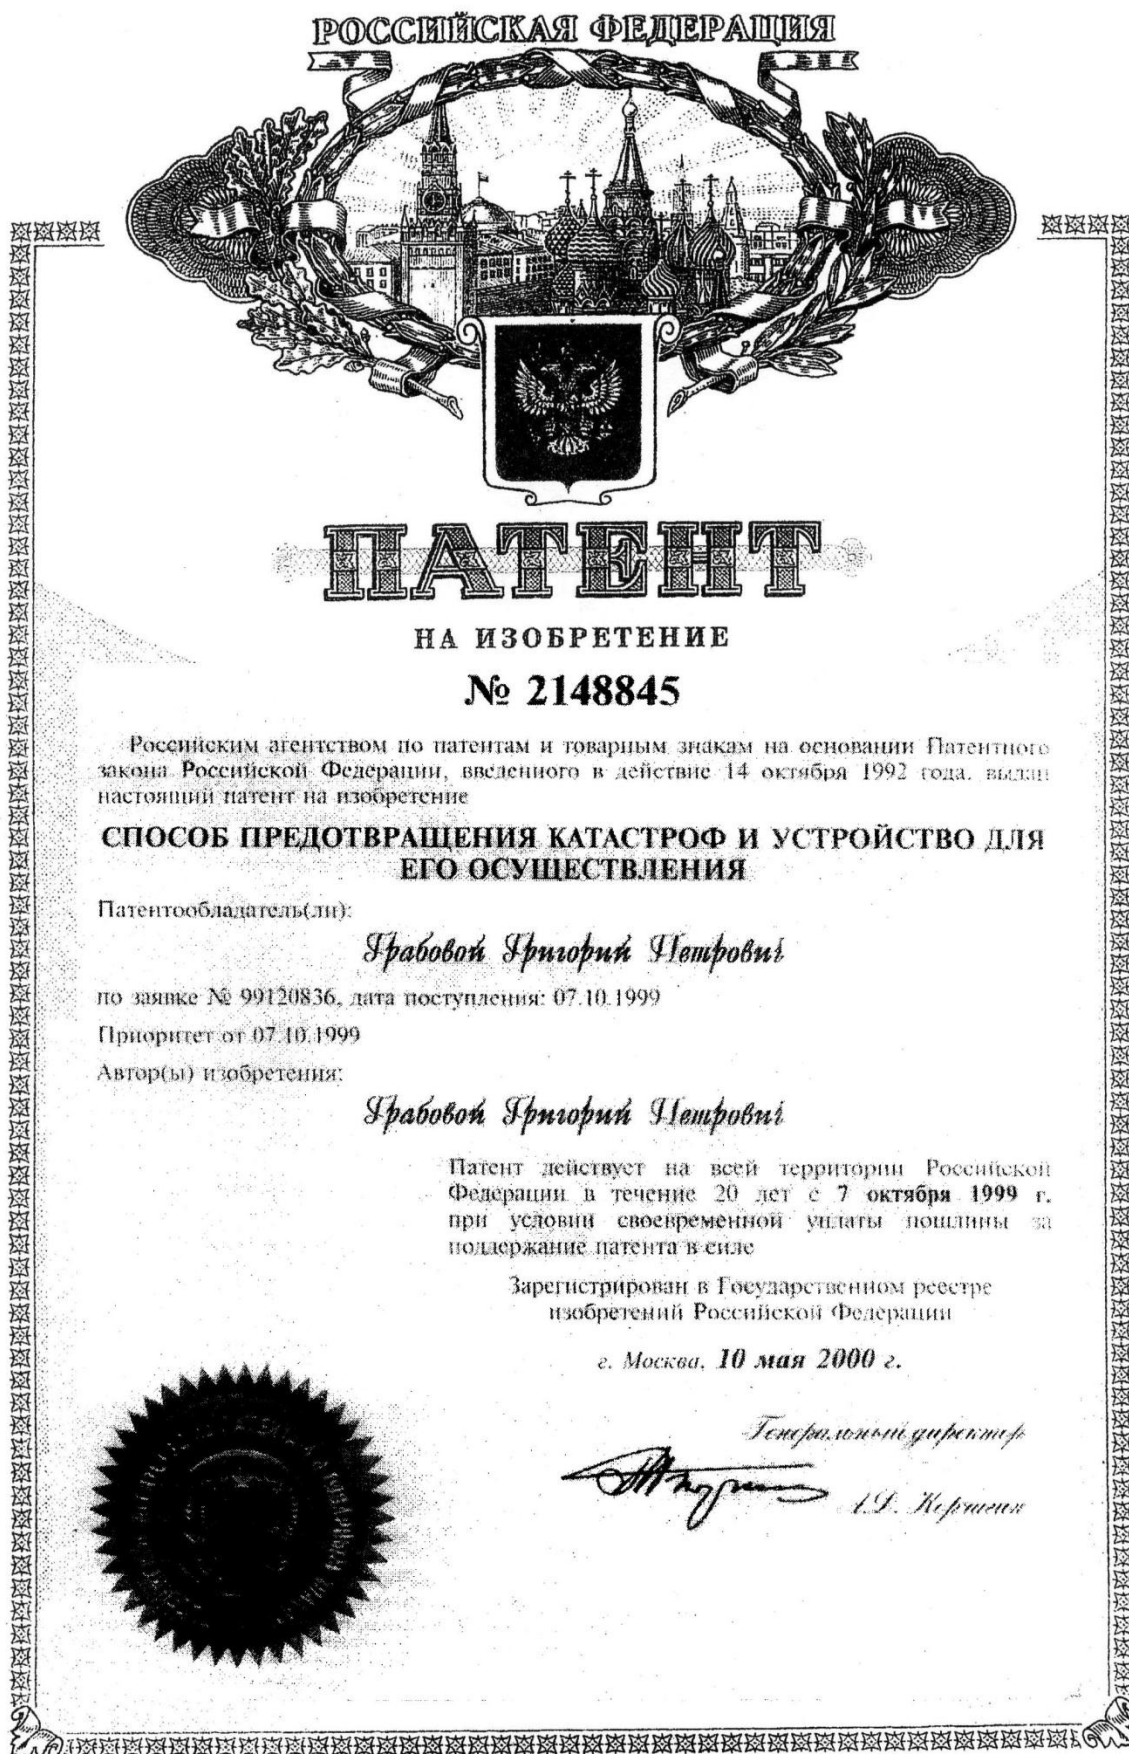 РОССИЙСКАЯ ФЕДЕРАЦИЯ
ПАТЕНТ
НА ИЗОБРЕТЕНИЕ
№ 2148845
Российским агентством по патентам и товарным знакам на основании Патентного
закона Российской Федерации, введенного в действие 14 октября 1992 года, выдан
настоящий патент на изобретение
СПОСОБ ПРЕДОТВРАЩЕНИЯ КАТАСТРОФ И УСТРОЙСТВО ДЛЯ
ЕГО ОСУЩЕСТВЛЕНИЯ
Патентообладатель(ли):
Грабовой Григорий Петрович
по заявке № 99120836, дата поступления: 07.10.1999
Приоритет от 07.10.1999
Автор(ы) изобретения:
Грабовой Григорий Петрович
Патент действует на всей территории Российской
Федерации в течение 20 лет с 7 октября 1999 г.
при условии своевременной уплаты пошлины за
поддержание патента в силе
Зарегистрирован в Государственном реестре
изобретений Российской Федерации
г. Москва, 10 мая 2000 г.
Генеральный директор
А.Д. Корчагин